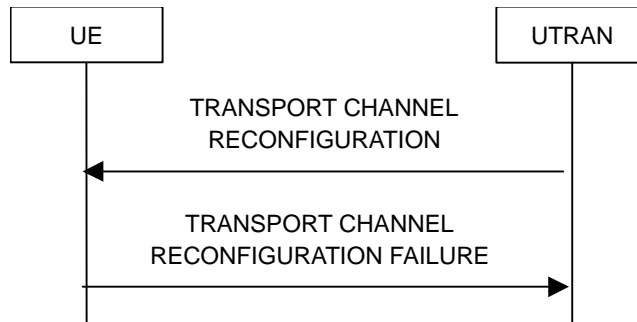 UE
UTRAN
TRANSPORT CHANNEL
RECONFIGURATION
TRANSPORT CHANNEL
RECONFIGURATION FAILURE